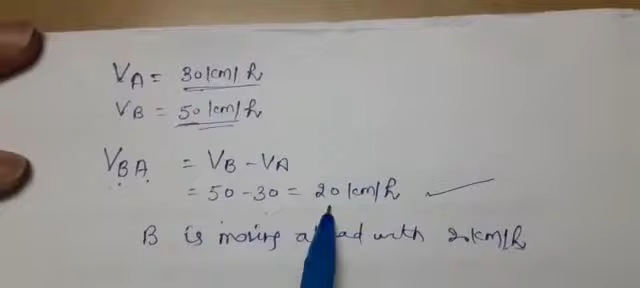 VA = 30 km/h
VB = 50 km/h
VBA = VB - VA
= 50 - 30 = 20 km/h
B is moving with 20km/h